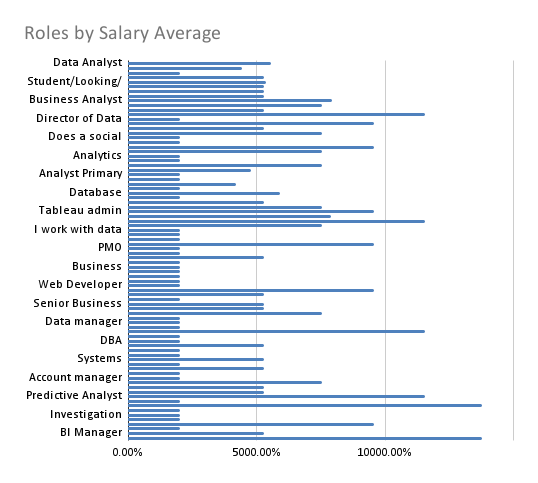 Roles by Salary Average
Data Analyst
Student/Looking/
Business Analyst
Director of Data
Does a social
Analytics
Analyst Primary
Database
Tableau admin
I work with data
PMO
Business
Web Developer
Senior Business
Data manager
DBA
Systems
Account manager
Predictive Analyst
Investigation
BI Manager
0.00% 5000.00% 10000.00%